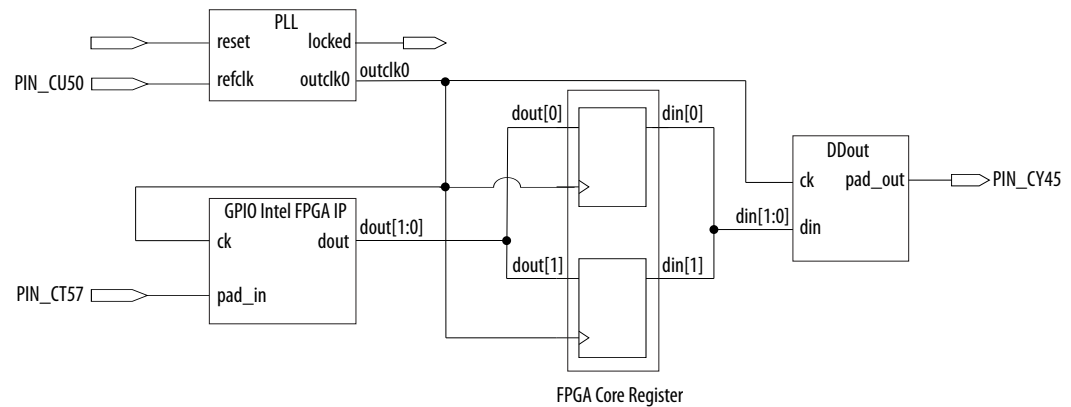 PLL
reset locked
PIN_CU50 refclk outclk0 outclk0
dout[0] din[0]
DDout
ck pad_out PIN_CY45
GPIO Intel FPGA IP
ck dout dout[1:0] din[1:0] din
dout[1] din[1]
PIN_CT57 pad_in
FPGA Core Register